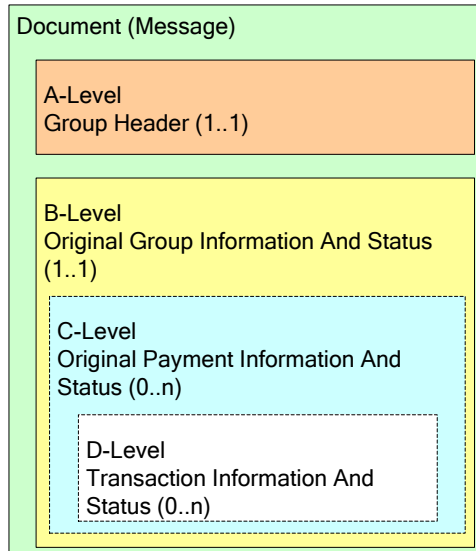 Document (Message)
A-Level
Group Header (1..1)
B-Level
Original Group Information And Status
(1..1)
C-Level
Original Payment Information And
Status (0..n)
D-Level
Transaction Information And
Status (0..n)